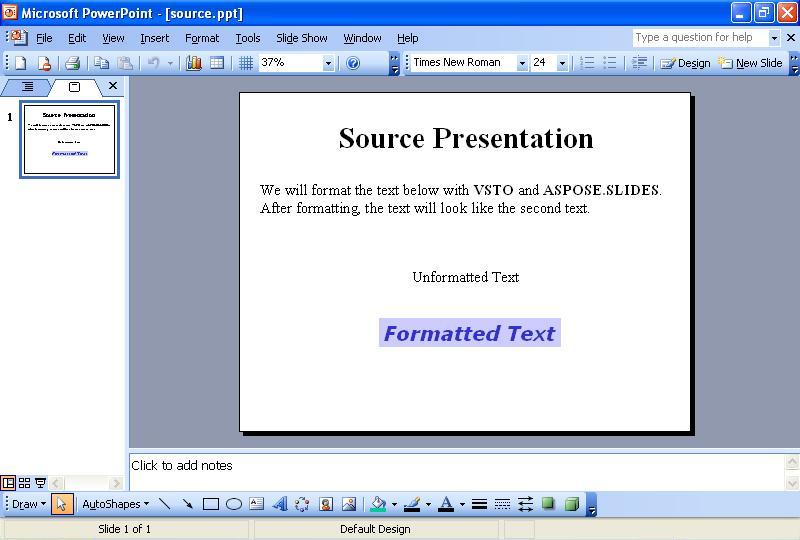 Microsoft PowerPoint - [source.ppt]
File Edit View Insert Format Tools Slide Show Window Help Type a question for help
37% Times New Roman 24 Design New Slide
1
Source Presentation
We will format the text below with VSTO and ASPOSE.SLIDES.
After formatting, the text will look like the second text.
Unformatted Text
Formatted Text
Click to add notes
Draw AutoShapes
Slide 1 of 1 Default Design